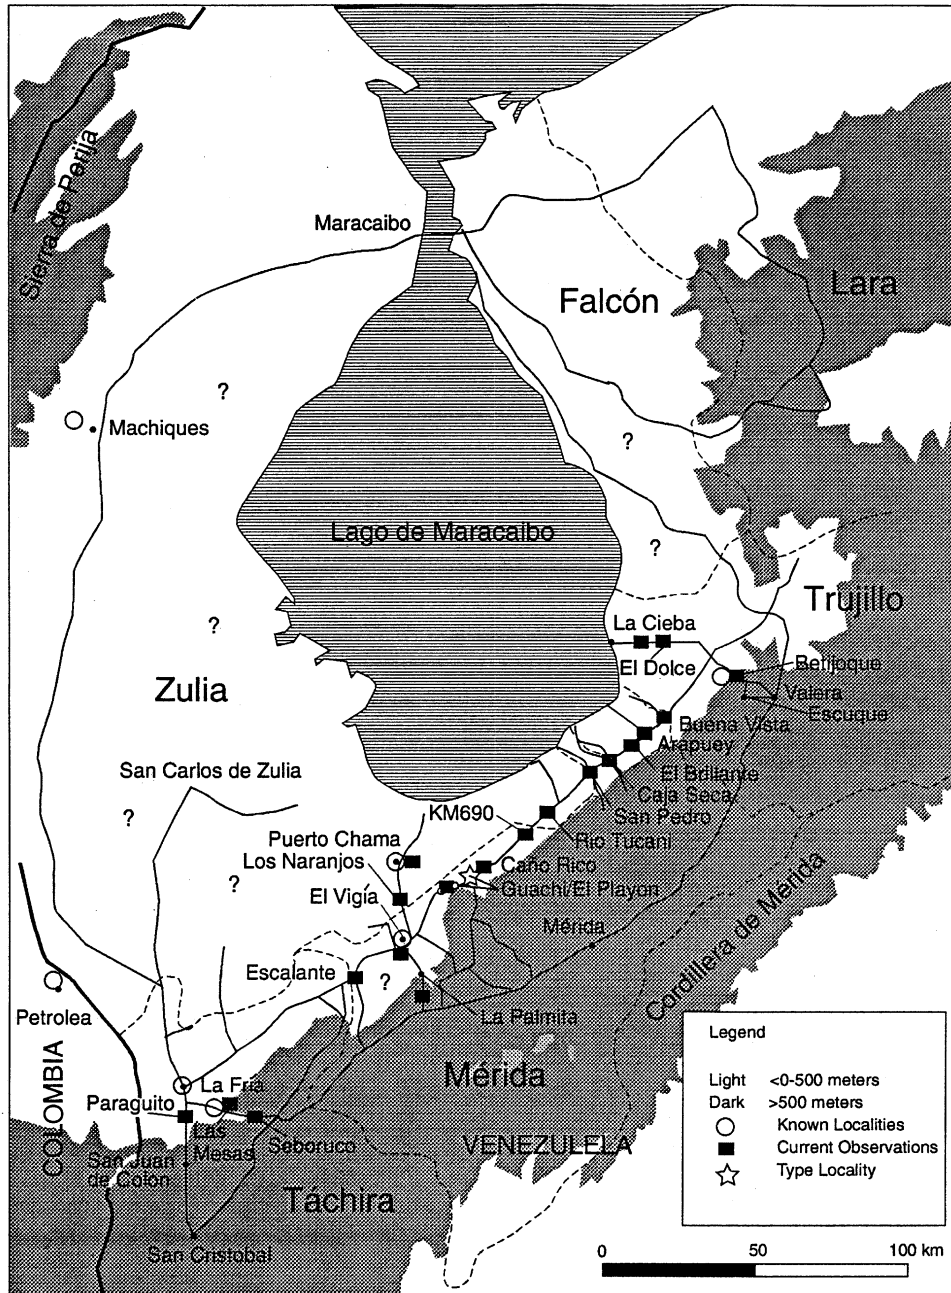 Sierra de Perija
Maracaibo
Falcón
Lara
?
Machiques
?
Lago de Maracaibo
?
Trujillo
?
La Cieba
El Dolce
Zulia
Betijoque
Valera
Escuque
Buena Vista
Arapuey
El Brillante
Caja Seca
San Pedro
Rio Tucani
San Carlos de Zulia
?
KM690
Puerto Chama
Los Naranjos
?
El Vigía
Caño Rico
Guachi/El Playon
Mérida
Cordillera de Mérida
Escalante
?
La Palmita
Petrolea
COLOMBIA
La Fria
Paraguito
Las
Mesas
Seboruco
San Juan
de Colon
Mérida
VENEZULELA
Táchira
San Cristobal
Legend
Light <0-500 meters
Dark >500 meters
Known Localities
Current Observations
Type Locality
0 50 100 km